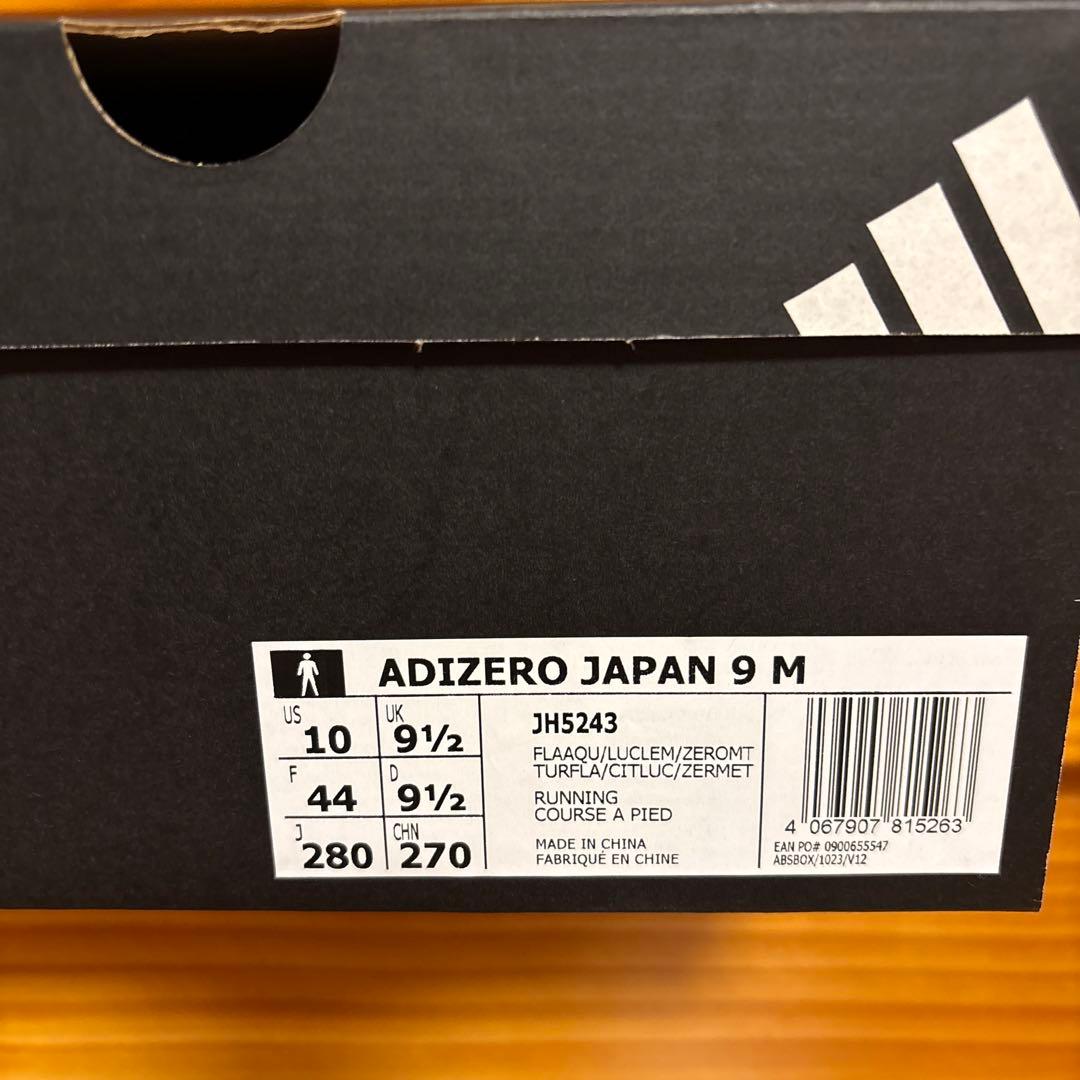 ADIZERO JAPAN 9 M
US 10 UK 9½
F 44 D 9½
J 280 CHN 270
JH5243
FLAAQU/LUCLEM/ZEROMT
TURFLA/CITLUC/ZERMET
RUNNING
COURSE A PIED
MADE IN CHINA
FABRIQUÉ EN CHINE
4 067907 815263
EAN PO# 0900655547
ABSBOX/1023/V12